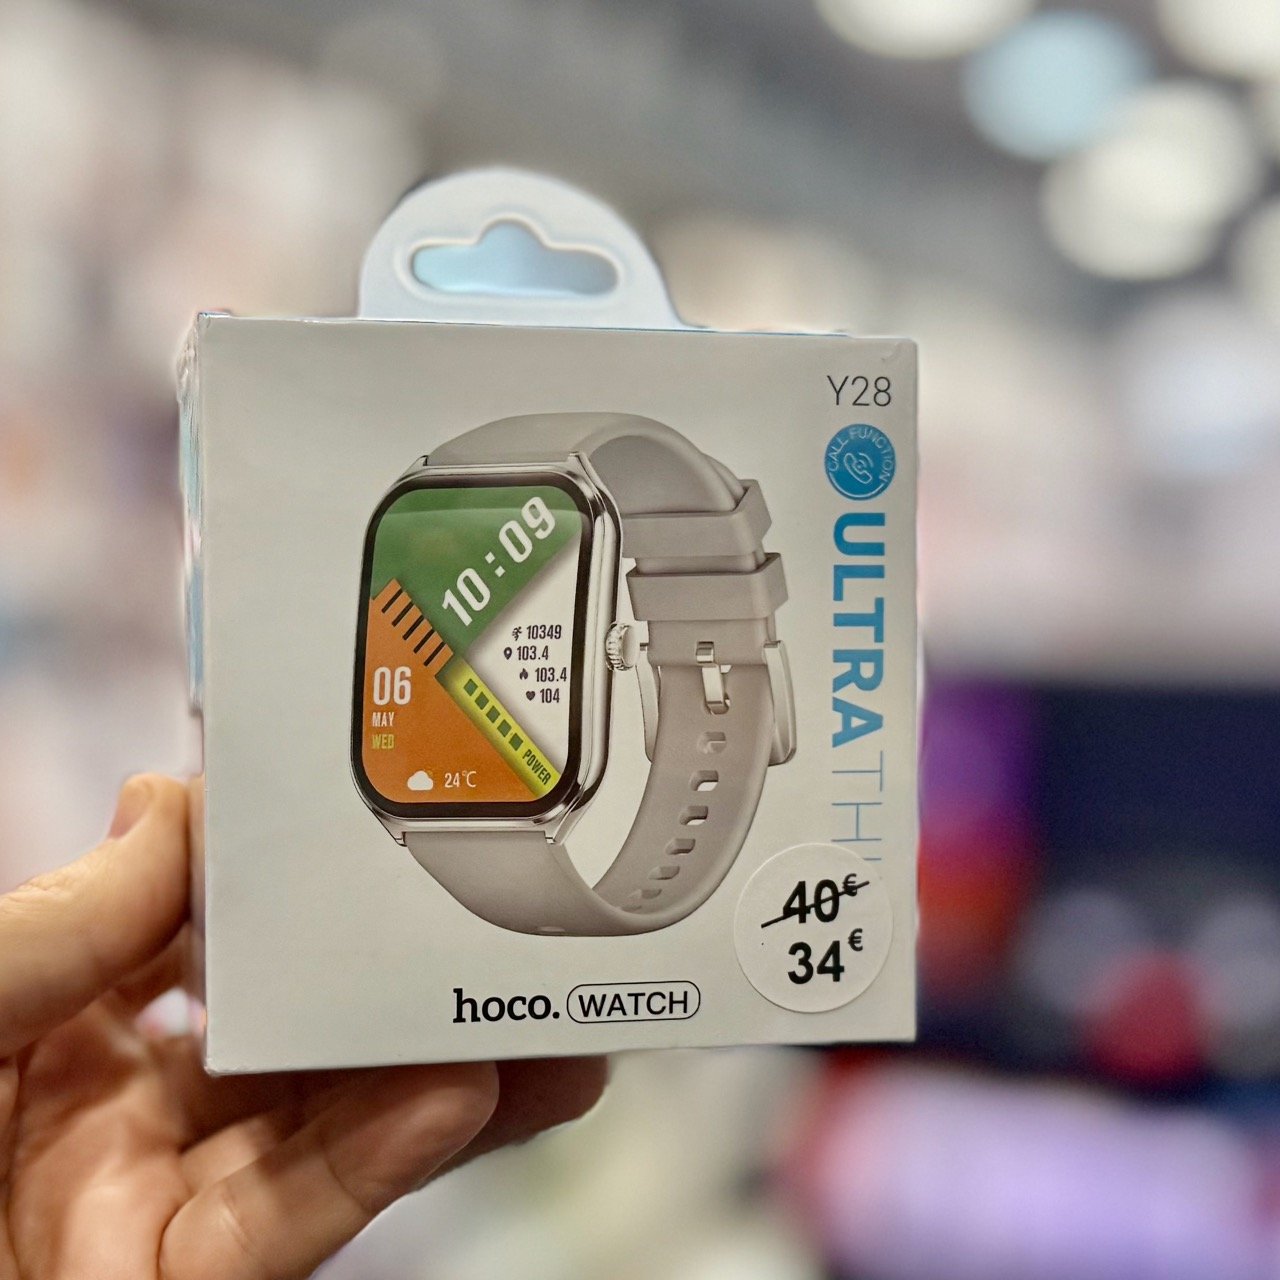 Y28
CALL FUNCTION
ULTRA
10:09
10349
103.4
103.4
104
06
MAY
WED
POWER
24℃
40€
34€
hoco. WATCH